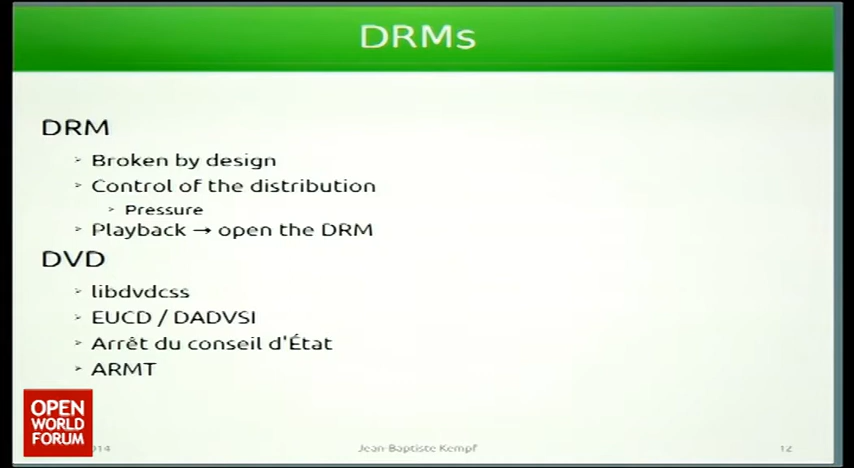 DRMs
DRM
Broken by design
Control of the distribution
Pressure
Playback → open the DRM
DVD
libdvdcss
EUCD / DADVSI
Arrêt du conseil d'État
ARMT
OPEN
WORLD
FORUM
014
Jean-Baptiste Kempf
12